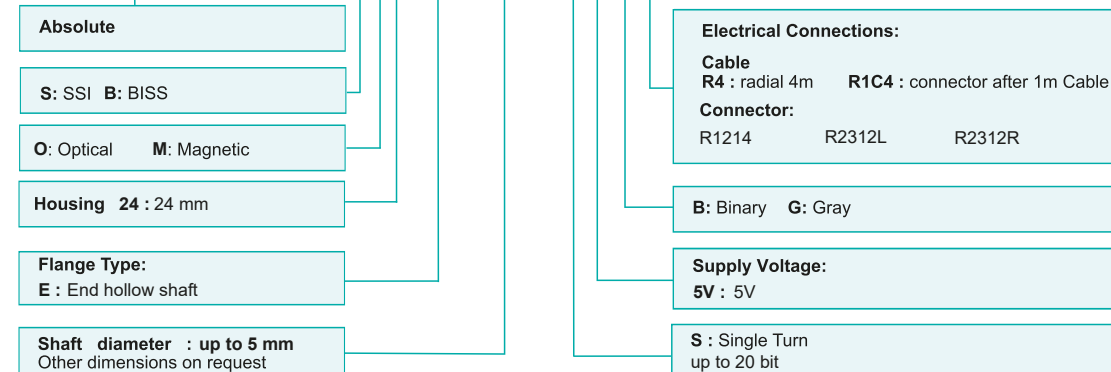 Absolute
S: SSI B: BISS
O: Optical M: Magnetic
Housing 24 : 24 mm
Flange Type:
E : End hollow shaft
Shaft diameter : up to 5 mm
Other dimensions on request
Electrical Connections:
Cable
R4 : radial 4m R1C4 : connector after 1m Cable
Connector:
R1214 R2312L R2312R
B: Binary G: Gray
Supply Voltage:
5V : 5V
S : Single Turn
up to 20 bit